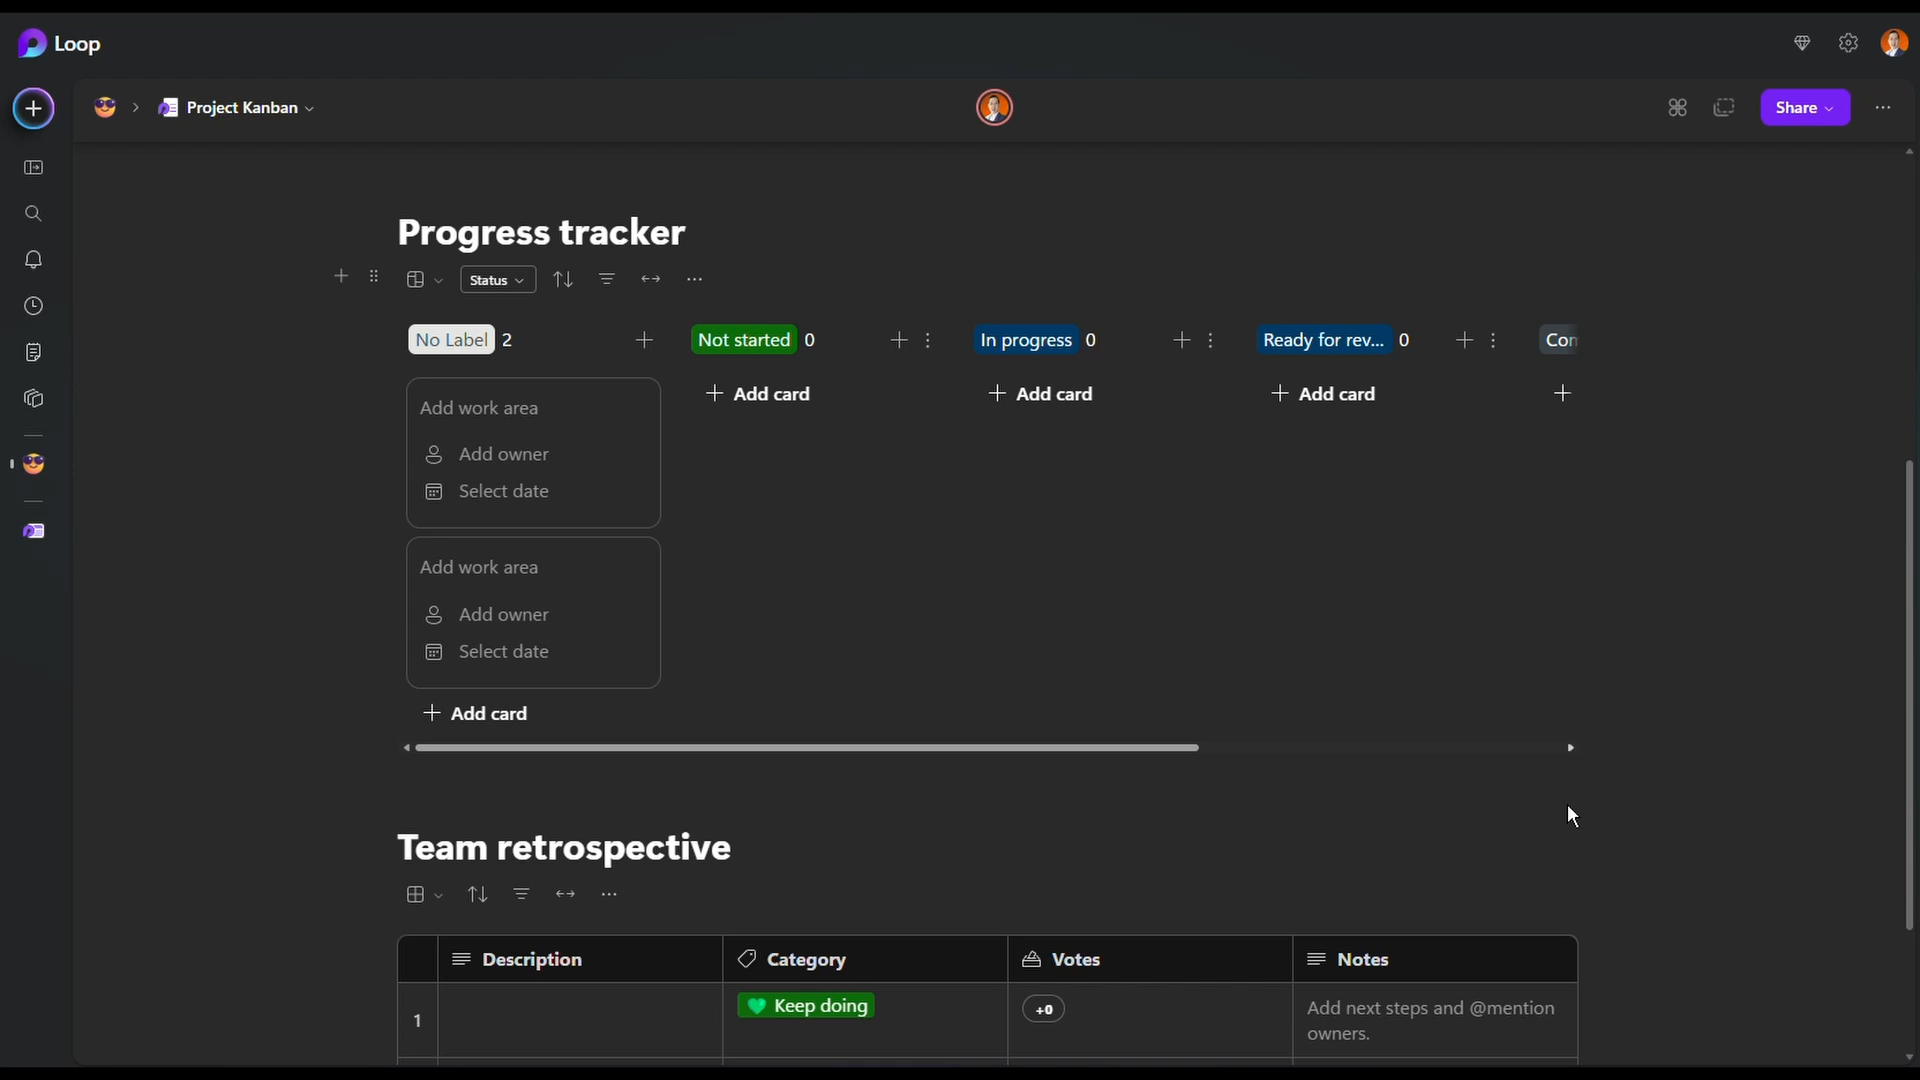 Loop
Project Kanban
Share
Progress tracker
Status
No Label 2
Not started 0
In progress 0
Ready for rev... 0
Con
Add work area
Add owner
Select date
Add card
Add card
Add card
Add work area
Add owner
Select date
Add card
Team retrospective
Description
Category
Votes
Notes
1
Keep doing
+0
Add next steps and @mention
owners.